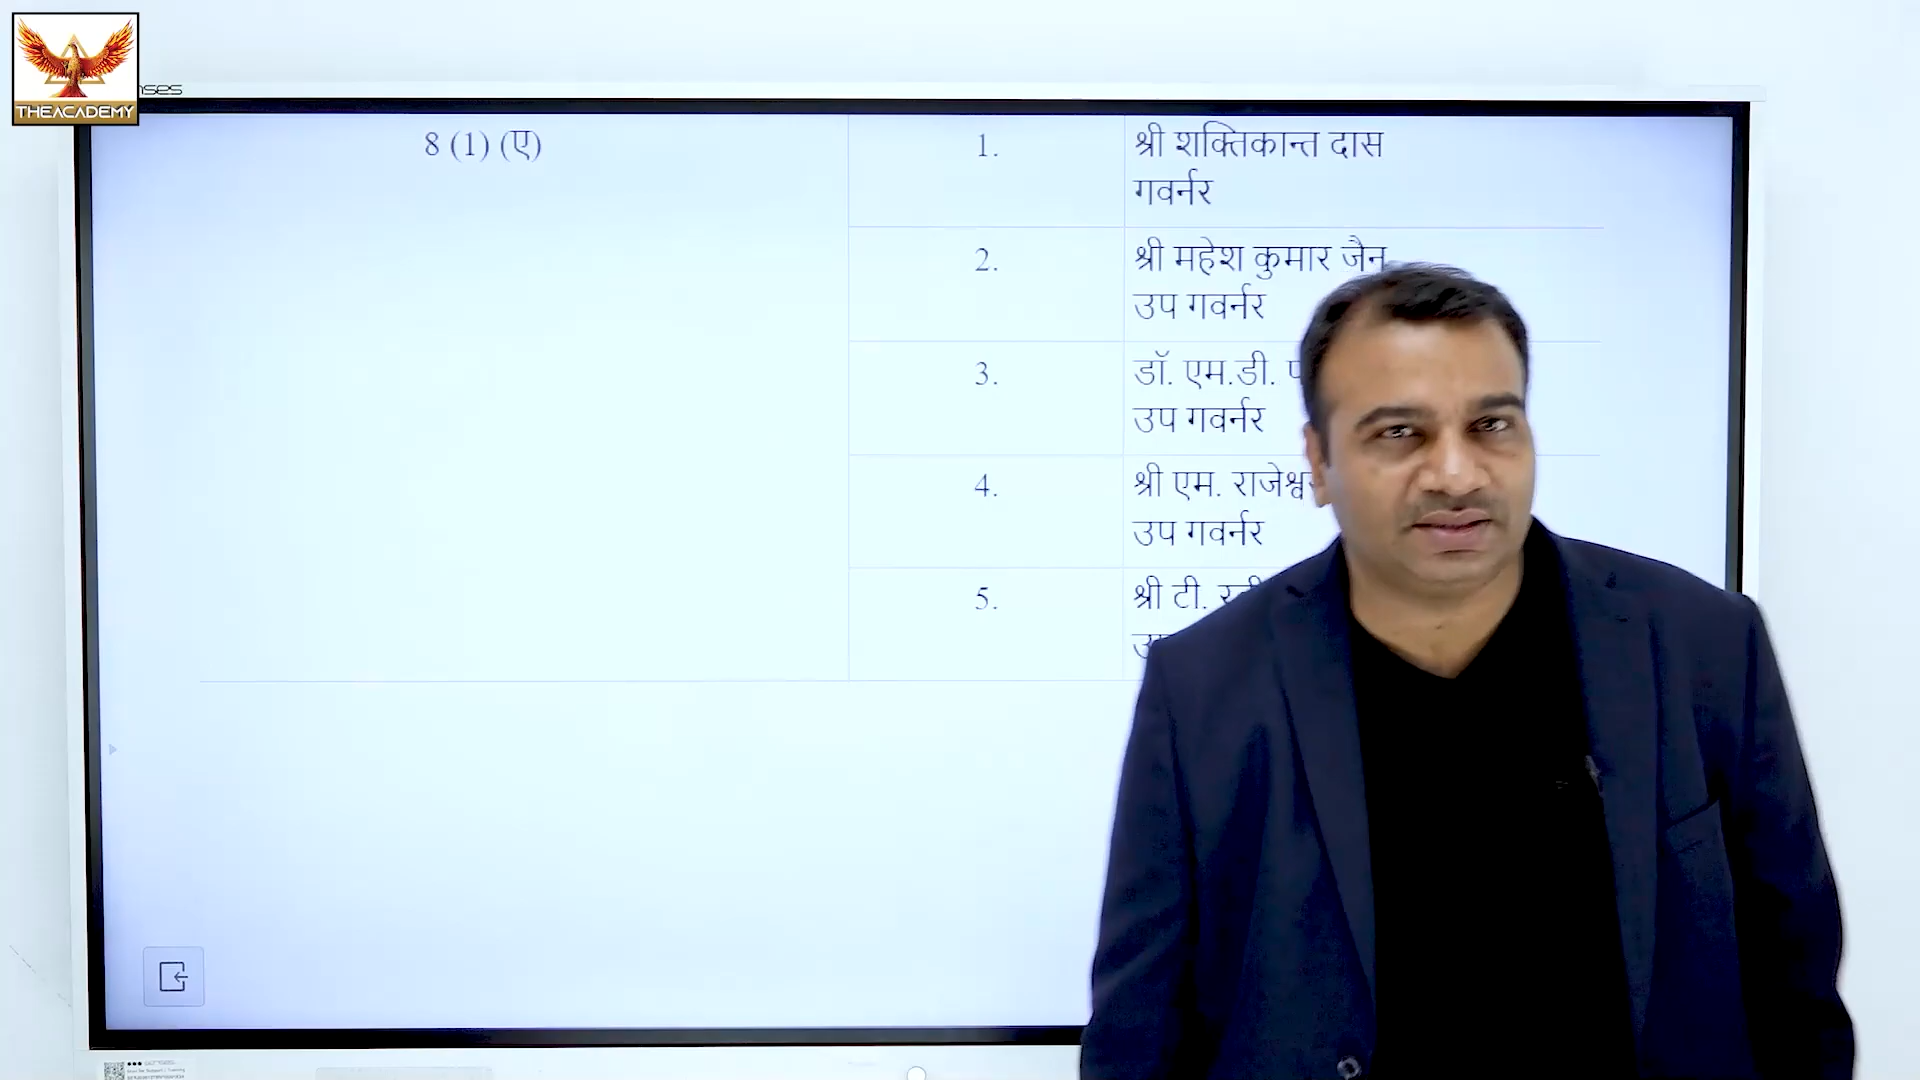 THEACADEMY
8 (1) (ए)
1.
श्री शक्तिकान्त दास
गवर्नर
2.
श्री महेश कुमार जैन
उप गवर्नर
3.
डॉ. एम.डी.
उप गवर्नर
4.
श्री एम.
उप गवर्नर
5.
श्री टी.